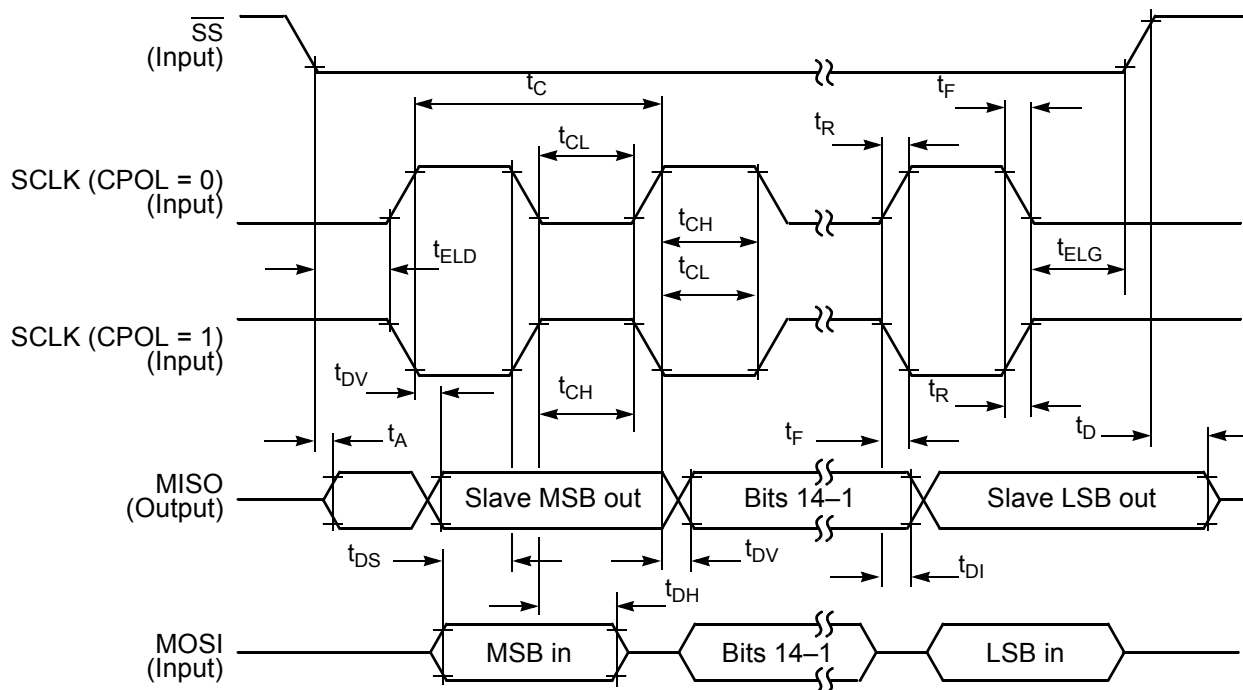 SS
(Input)
tC
tF
tR
tCL
SCLK (CPOL = 0)
(Input)
tCH
tELD
tELG
tCL
SCLK (CPOL = 1)
(Input)
tDV
tCH
tR
tA
tF
tD
MISO
(Output)
Slave MSB out
Bits 14–1
Slave LSB out
tDS
tDV
tDI
tDH
MOSI
(Input)
MSB in
Bits 14–1
LSB in